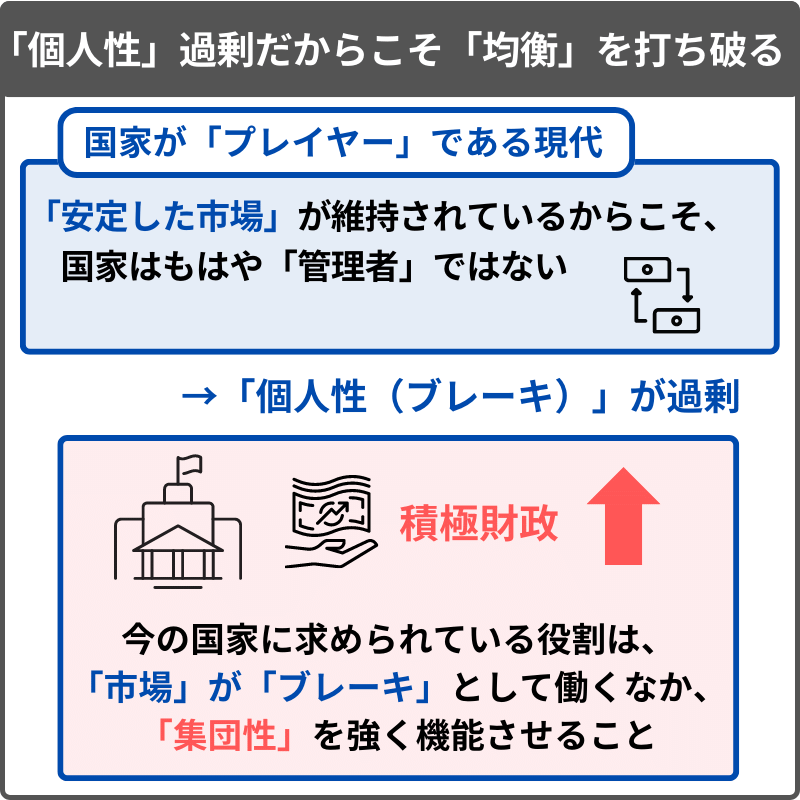 「個人性」過剰だからこそ「均衡」を打ち破る
国家が「プレイヤー」である現代
「安定した市場」が維持されているからこそ、
国家はもはや「管理者」ではない
→「個人性（ブレーキ）」が過剰
積極財政
今の国家に求められている役割は、
「市場」が「ブレーキ」として働くなか、
「集団性」を強く機能させること